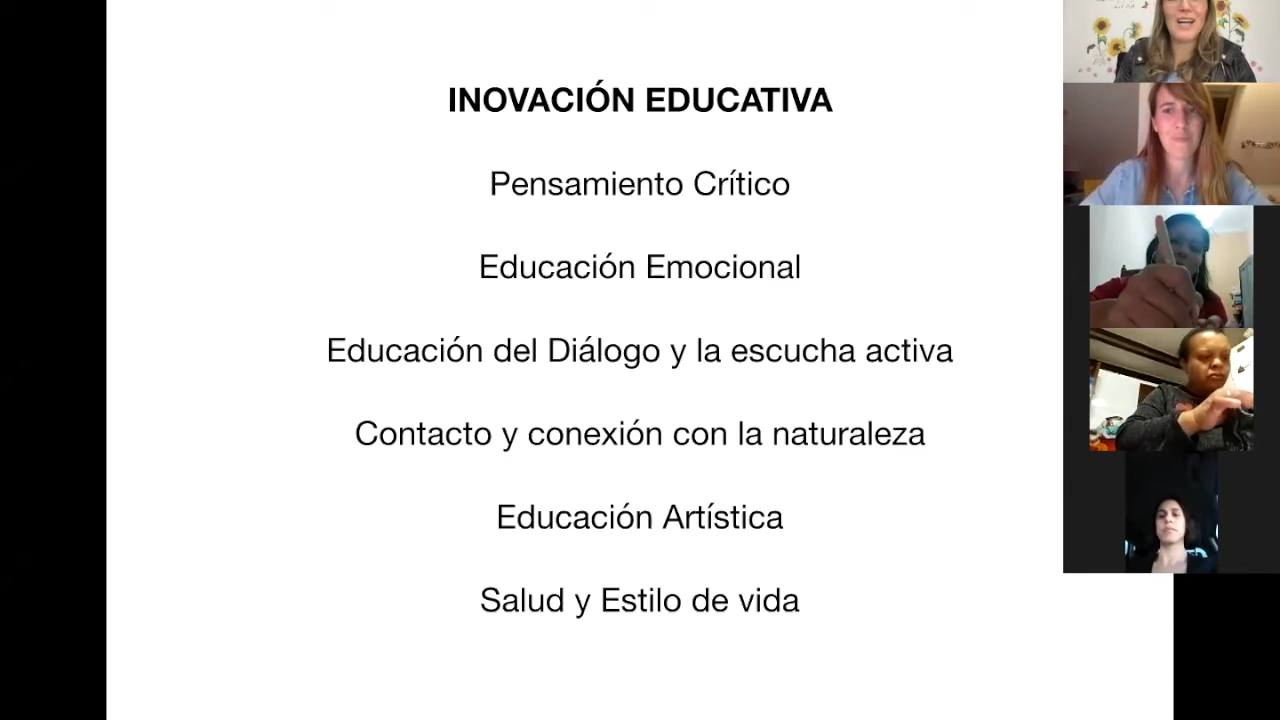 INOVACIÓN EDUCATIVA
Pensamiento Crítico
Educación Emocional
Educación del Diálogo y la escucha activa
Contacto y conexión con la naturaleza
Educación Artística
Salud y Estilo de vida